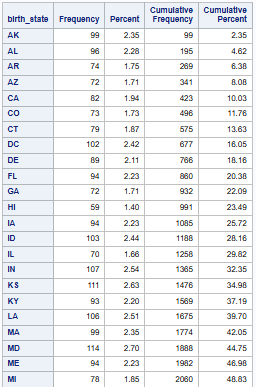 Cumulative Cumulative
birth_state Frequency Percent Frequency Percent
AK 99 2.35 99 2.35
AL 96 2.28 195 4.62
AR 74 1.75 269 6.38
AZ 72 1.71 341 8.08
CA 82 1.94 423 10.03
CO 73 1.73 496 11.76
CT 79 1.87 575 13.63
DC 102 2.42 677 16.05
DE 89 2.11 766 18.16
FL 94 2.23 860 20.38
GA 72 1.71 932 22.09
HI 59 1.40 991 23.49
IA 94 2.23 1085 25.72
ID 103 2.44 1188 28.16
IL 70 1.66 1258 29.82
IN 107 2.54 1365 32.35
KS 111 2.63 1476 34.98
KY 93 2.20 1569 37.19
LA 106 2.51 1675 39.70
MA 99 2.35 1774 42.05
MD 114 2.70 1888 44.75
ME 94 2.23 1982 46.98
MI 78 1.85 2060 48.83